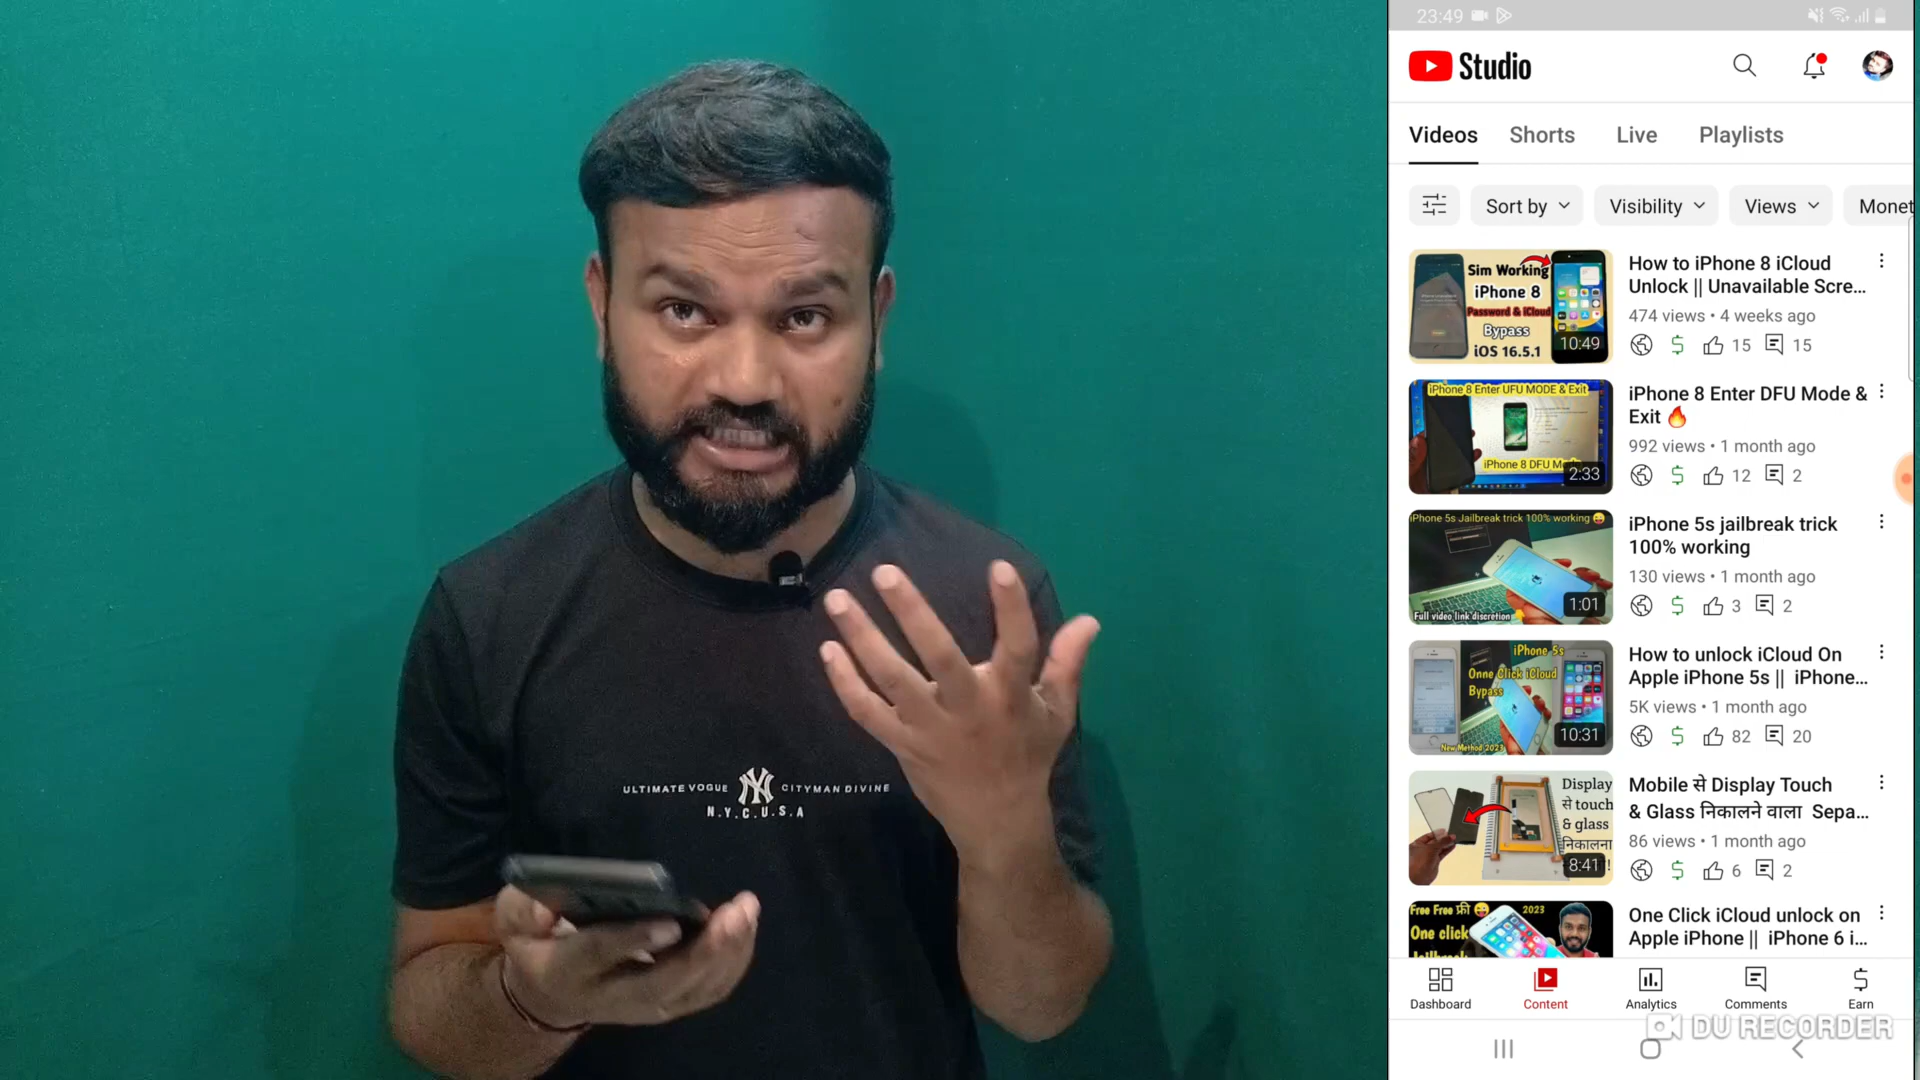 23:49
Studio
Videos
Shorts
Live
Playlists
Sort by
Visibility
Views
Monet
Sim Working
iPhone 8
Password & iCloud
Bypass
iOS 16.5.1
10:49
How to iPhone 8 iCloud
Unlock || Unavailable Scre...
474 views • 4 weeks ago
15
15
iPhone 8 Enter UFU MODE & Exit
iPhone 8 DFU Mo
2:33
iPhone 8 Enter DFU Mode &
Exit 🔥
992 views • 1 month ago
12
2
iPhone 5s Jailbreak trick 100% working 😜
Full video link discretion
1:01
iPhone 5s jailbreak trick
100% working
130 views • 1 month ago
3
2
iPhone 5s
Onne Click iCloud
Bypass
New Method 2023
10:31
How to unlock iCloud On
Apple iPhone 5s || iPhone...
5K views • 1 month ago
82
20
Display
से touch
& glass
निकालना
8:41
Mobile से Display Touch
& Glass निकालने वाला Sepa...
86 views • 1 month ago
6
2
Free Free फ्री 😜 2023
One click
Jailbreak
One Click iCloud unlock on
Apple iPhone || iPhone 6 i...
Dashboard
Content
Analytics
Comments
Earn
DU RECORDER
ULTIMATE VOGUE NY CITYMAN DIVINE
N.Y.C.U.S.A